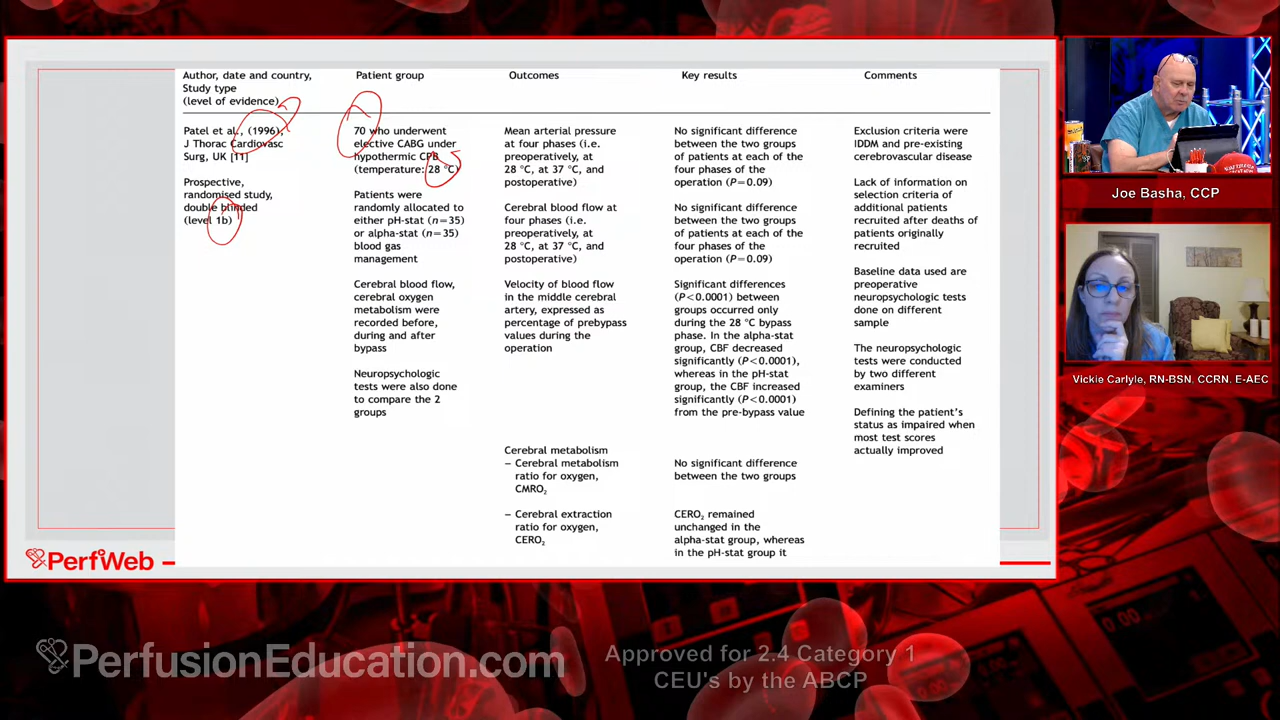 Author, date and country,
Study type
(level of evidence)
Patient group
Outcomes
Key results
Comments
Patel et al., (1996),
J Thorac Cardiovasc
Surg, UK [11]
Prospective,
randomised study,
double blinded
(level 1b)
70 who underwent
elective CABG under
hypothermic CPB
(temperature: 28 °C)
Patients were
randomly allocated to
either pH-stat (n=35)
or alpha-stat (n=35)
blood gas
management
Cerebral blood flow,
cerebral oxygen
metabolism were
recorded before,
during and after
bypass
Neuropsychologic
tests were also done
to compare the 2
groups
Mean arterial pressure
at four phases (i.e.
preoperatively, at
28 °C, at 37 °C, and
postoperative)
Cerebral blood flow at
four phases (i.e.
preoperatively, at
28 °C, at 37 °C, and
postoperative)
Velocity of blood flow
in the middle cerebral
artery, expressed as
percentage of prebypass
values during the
operation
Cerebral metabolism
– Cerebral metabolism
ratio for oxygen,
CMRO₂
– Cerebral extraction
ratio for oxygen,
CERO₂
No significant difference
between the two groups
of patients at each of the
four phases of the
operation (P=0.09)
No significant difference
between the two groups
of patients at each of the
four phases of the
operation (P=0.09)
Significant differences
(P<0.0001) between
groups occurred only
during the 28 °C bypass
phase. In the alpha-stat
group, CBF decreased
significantly (P<0.0001),
whereas in the pH-stat
group, the CBF increased
significantly (P<0.0001)
from the pre-bypass value
No significant difference
between the two groups
CERO₂ remained
unchanged in the
alpha-stat group, whereas
in the pH-stat group it
Exclusion criteria were
IDDM and pre-existing
cerebrovascular disease
Lack of information on
selection criteria of
additional patients
recruited after deaths of
patients originally
recruited
Baseline data used are
preoperative
neuropsychologic tests
done on different
sample
The neuropsychologic
tests were conducted
by two different
examiners
Defining the patient's
status as impaired when
most test scores
actually improved
PerfWeb
Joe Basha, CCP
Vickie Carlyle, RN-BSN, CCRN, E-AEC
PerfusionEducation.com
Approved for 2.4 Category 1
CEU's by the ABCP